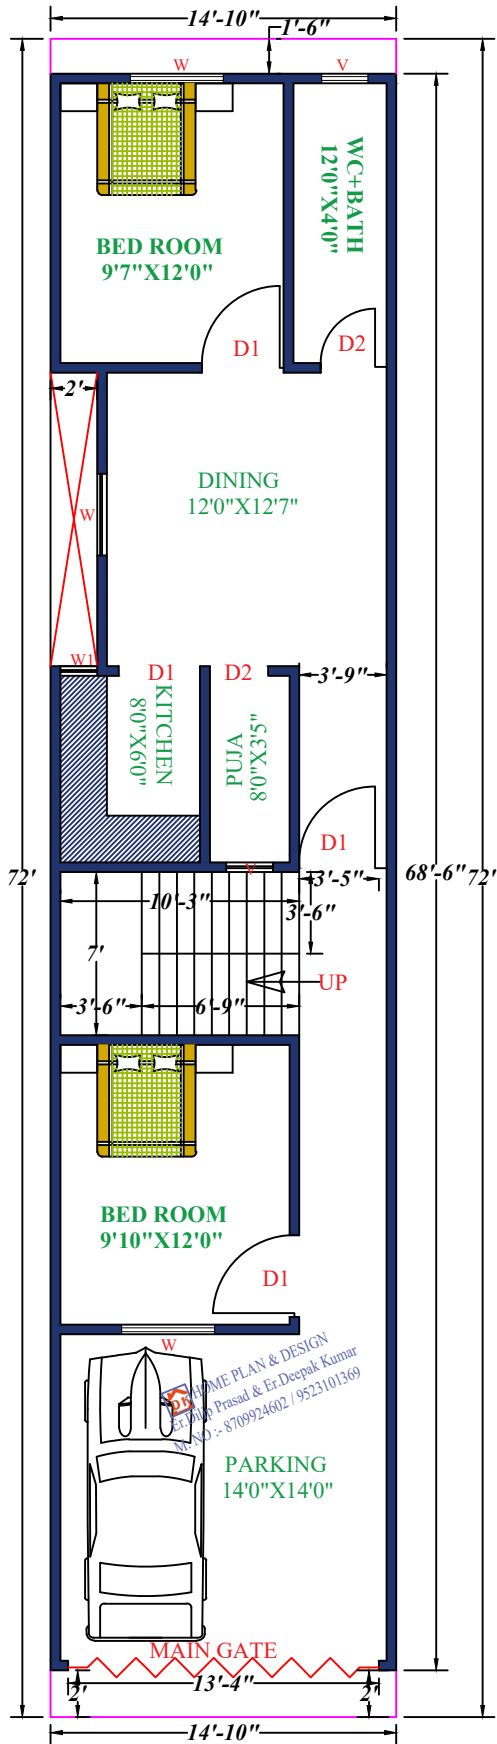 14'-10"
1'-6"
W
V
WC+BATH
12'0"X4'0"
BED ROOM
9'7"X12'0"
D1
D2
2'
DINING
12'0"X12'7"
W
W1
D1
D2
3'-9"
KITCHEN
8'0"X6'0"
PUJA
8'0"X3'5"
D1
V
72'
68'-6"
72'
3'-5"
10'-3"
3'-6"
7'
UP
3'-6"
6'-9"
BED ROOM
9'10"X12'0"
D1
W
DK
HOME PLAN & DESIGN
Er.Dilip Prasad & Er.Deepak Kumar
M. NO :- 8709924602 / 9523101369
PARKING
14'0"X14'0"
MAIN GATE
2'
13'-4"
2'
14'-10"